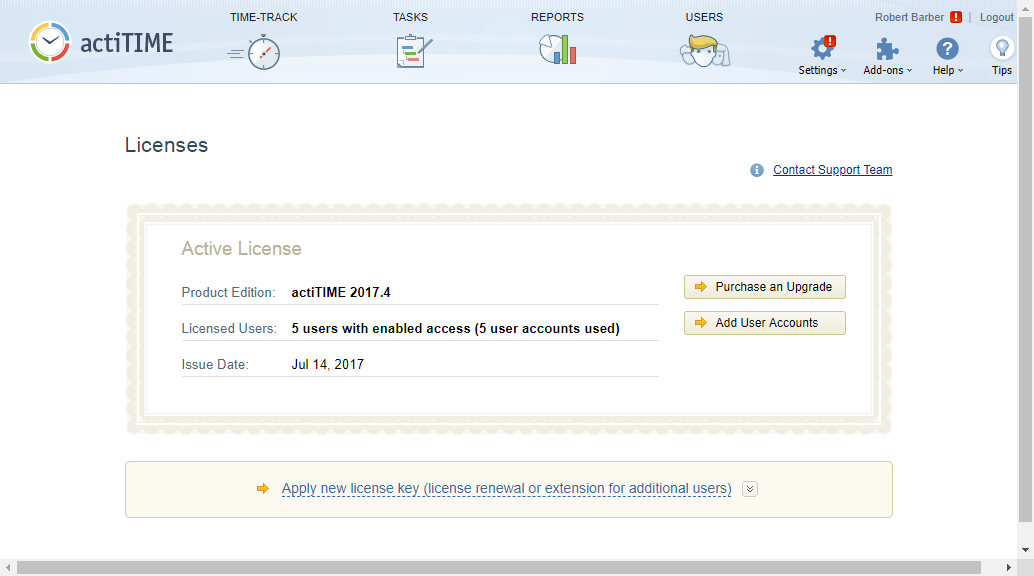 actiTIME
TIME-TRACK
TASKS
REPORTS
USERS
Robert Barber ! | Logout
Settings
Add-ons
Help
Tips
Licenses
Contact Support Team
Active License
Product Edition: actiTIME 2017.4
Licensed Users: 5 users with enabled access (5 user accounts used)
Issue Date: Jul 14, 2017
Purchase an Upgrade
Add User Accounts
Apply new license key (license renewal or extension for additional users)